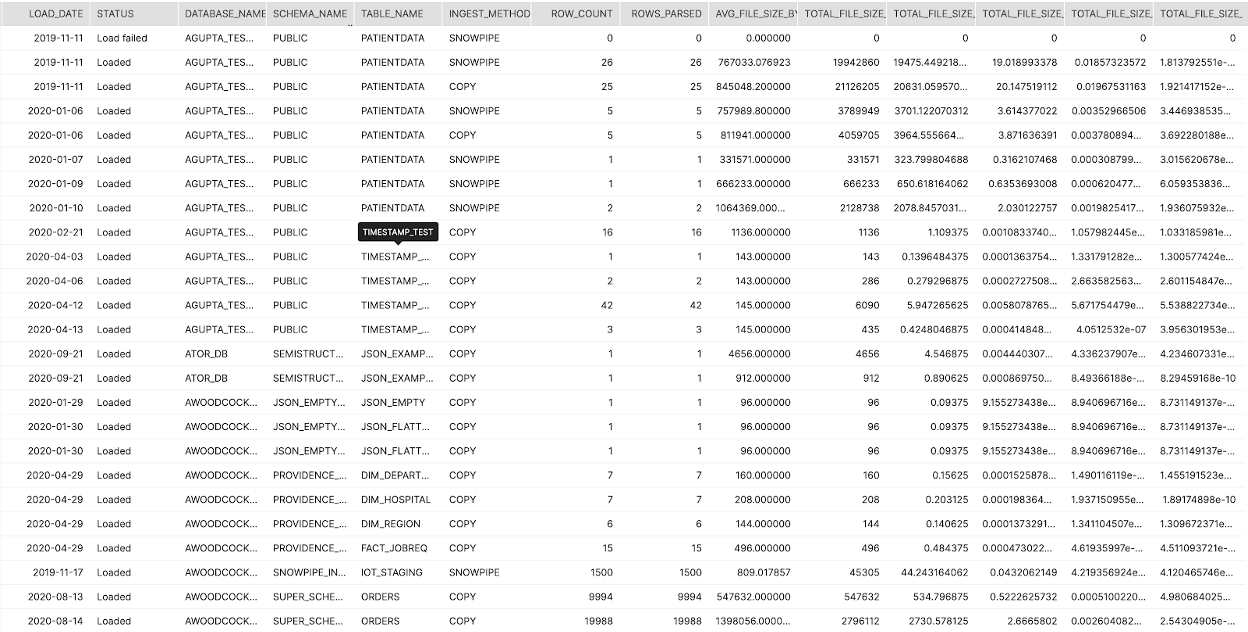 LOAD_DATE STATUS DATABASE_NAME SCHEMA_NAME... TABLE_NAME INGEST_METHOD ROW_COUNT ROWS_PARSED AVG_FILE_SIZE_BY TOTAL_FILE_SIZE_ TOTAL_FILE_SIZE_ TOTAL_FILE_SIZE_ TOTAL_FILE_SIZE_ TOTAL_FILE_SIZE_
2019-11-11 Load failed AGUPTA_TES... PUBLIC PATIENTDATA SNOWPIPE 0 0 0.000000 0 0 0 0 0
2019-11-11 Loaded AGUPTA_TES... PUBLIC PATIENTDATA SNOWPIPE 26 26 767033.076923 19942860 19475.449218... 19.018993378 0.01857323572 1.813792551e-...
2019-11-11 Loaded AGUPTA_TES... PUBLIC PATIENTDATA COPY 25 25 845048.200000 21126205 20631.059570... 20.147519112 0.01967531163 1.921417152e-...
2020-01-06 Loaded AGUPTA_TES... PUBLIC PATIENTDATA SNOWPIPE 5 5 757989.800000 3789949 3701.122070312 3.614377022 0.00352966506 3.446938535...
2020-01-06 Loaded AGUPTA_TES... PUBLIC PATIENTDATA COPY 5 5 811941.000000 4059705 3964.555664... 3.871636391 0.003780894... 3.692280188e...
2020-01-07 Loaded AGUPTA_TES... PUBLIC PATIENTDATA SNOWPIPE 1 1 331571.000000 331571 323.799804688 0.3162107468 0.000308799... 3.015620678e...
2020-01-09 Loaded AGUPTA_TES... PUBLIC PATIENTDATA SNOWPIPE 1 1 666233.000000 666233 650.618164062 0.6353693008 0.000620477... 6.059353836...
2020-01-10 Loaded AGUPTA_TES... PUBLIC PATIENTDATA SNOWPIPE 2 2 1064369.000... 2128738 2078.8457031... 2.030122757 0.0019825417... 1.936075932e...
2020-02-21 Loaded AGUPTA_TES... PUBLIC TIMESTAMP_TEST COPY 16 16 1136.000000 1136 1.109375 0.0010833740... 1.057982445e... 1.033185981e...
2020-04-03 Loaded AGUPTA_TES... PUBLIC TIMESTAMP_... COPY 1 1 143.000000 143 0.1396484375 0.0001363754... 1.331791282e... 1.300577424e...
2020-04-06 Loaded AGUPTA_TES... PUBLIC TIMESTAMP_... COPY 2 2 143.000000 286 0.279296875 0.0002727508... 2.663582563... 2.601154847e...
2020-04-12 Loaded AGUPTA_TES... PUBLIC TIMESTAMP_... COPY 42 42 145.000000 6090 5.947265625 0.0058078765... 5.671754479e... 5.538822734e...
2020-04-13 Loaded AGUPTA_TES... PUBLIC TIMESTAMP_... COPY 3 3 145.000000 435 0.4248046875 0.000414848... 4.0512532e-07 3.956301953e...
2020-09-21 Loaded ATOR_DB SEMISTRUCT... JSON_EXAMP... COPY 1 1 4656.000000 4656 4.546875 0.004440307... 4.336237907e... 4.234607331e...
2020-09-21 Loaded ATOR_DB SEMISTRUCT... JSON_EXAMP... COPY 1 1 912.000000 912 0.890625 0.000869750... 8.49366188e-... 8.29459168e-10
2020-01-29 Loaded AWOODCOCK... JSON_EMPTY... JSON_EMPTY COPY 1 1 96.000000 96 0.09375 9.155273438e... 8.940696716e... 8.731149137e-...
2020-01-30 Loaded AWOODCOCK... JSON_EMPTY... JSON_FLATT... COPY 1 1 96.000000 96 0.09375 9.155273438e... 8.940696716e... 8.731149137e-...
2020-01-30 Loaded AWOODCOCK... JSON_EMPTY... JSON_FLATT... COPY 1 1 96.000000 96 0.09375 9.155273438e... 8.940696716e... 8.731149137e-...
2020-04-29 Loaded AWOODCOCK... PROVIDENCE_... DIM_DEPART... COPY 7 7 160.000000 160 0.15625 0.0001525878... 1.490116119e-... 1.455191523e...
2020-04-29 Loaded AWOODCOCK... PROVIDENCE_... DIM_HOSPITAL COPY 7 7 208.000000 208 0.203125 0.000198364... 1.937150955e... 1.89174898e-10
2020-04-29 Loaded AWOODCOCK... PROVIDENCE_... DIM_REGION COPY 6 6 144.000000 144 0.140625 0.0001373291... 1.341104507e... 1.309672371e...
2020-04-29 Loaded AWOODCOCK... PROVIDENCE_... FACT_JOBREQ COPY 15 15 496.000000 496 0.484375 0.000473022... 4.61935997e-... 4.511093721e-...
2019-11-17 Loaded AWOODCOCK... SNOWPIPE_IN... IOT_STAGING SNOWPIPE 1500 1500 809.017857 45305 44.243164062 0.0432062149 4.219356924e... 4.120465746e...
2020-08-13 Loaded AWOODCOCK... SUPER_SCHE... ORDERS COPY 9994 9994 547632.000000 547632 534.796875 0.5222625732 0.0005100220... 4.980684025...
2020-08-14 Loaded AWOODCOCK... SUPER_SCHE... ORDERS COPY 19988 19988 1398056.0000... 2796112 2730.578125 2.6665802 0.002604082... 2.54304905e-...